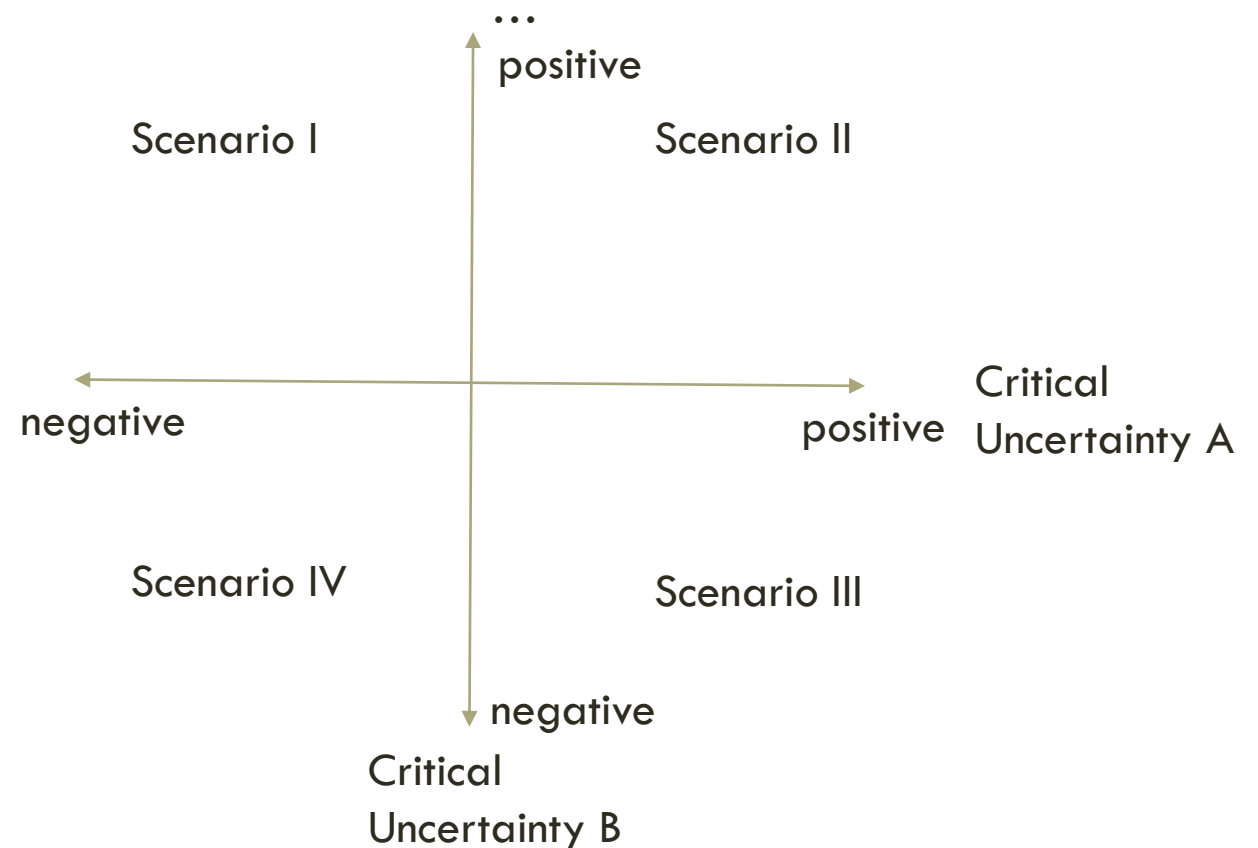 ...
positive
Scenario I
Scenario II
negative
positive
Critical
Uncertainty A
Scenario IV
Scenario III
negative
Critical
Uncertainty B